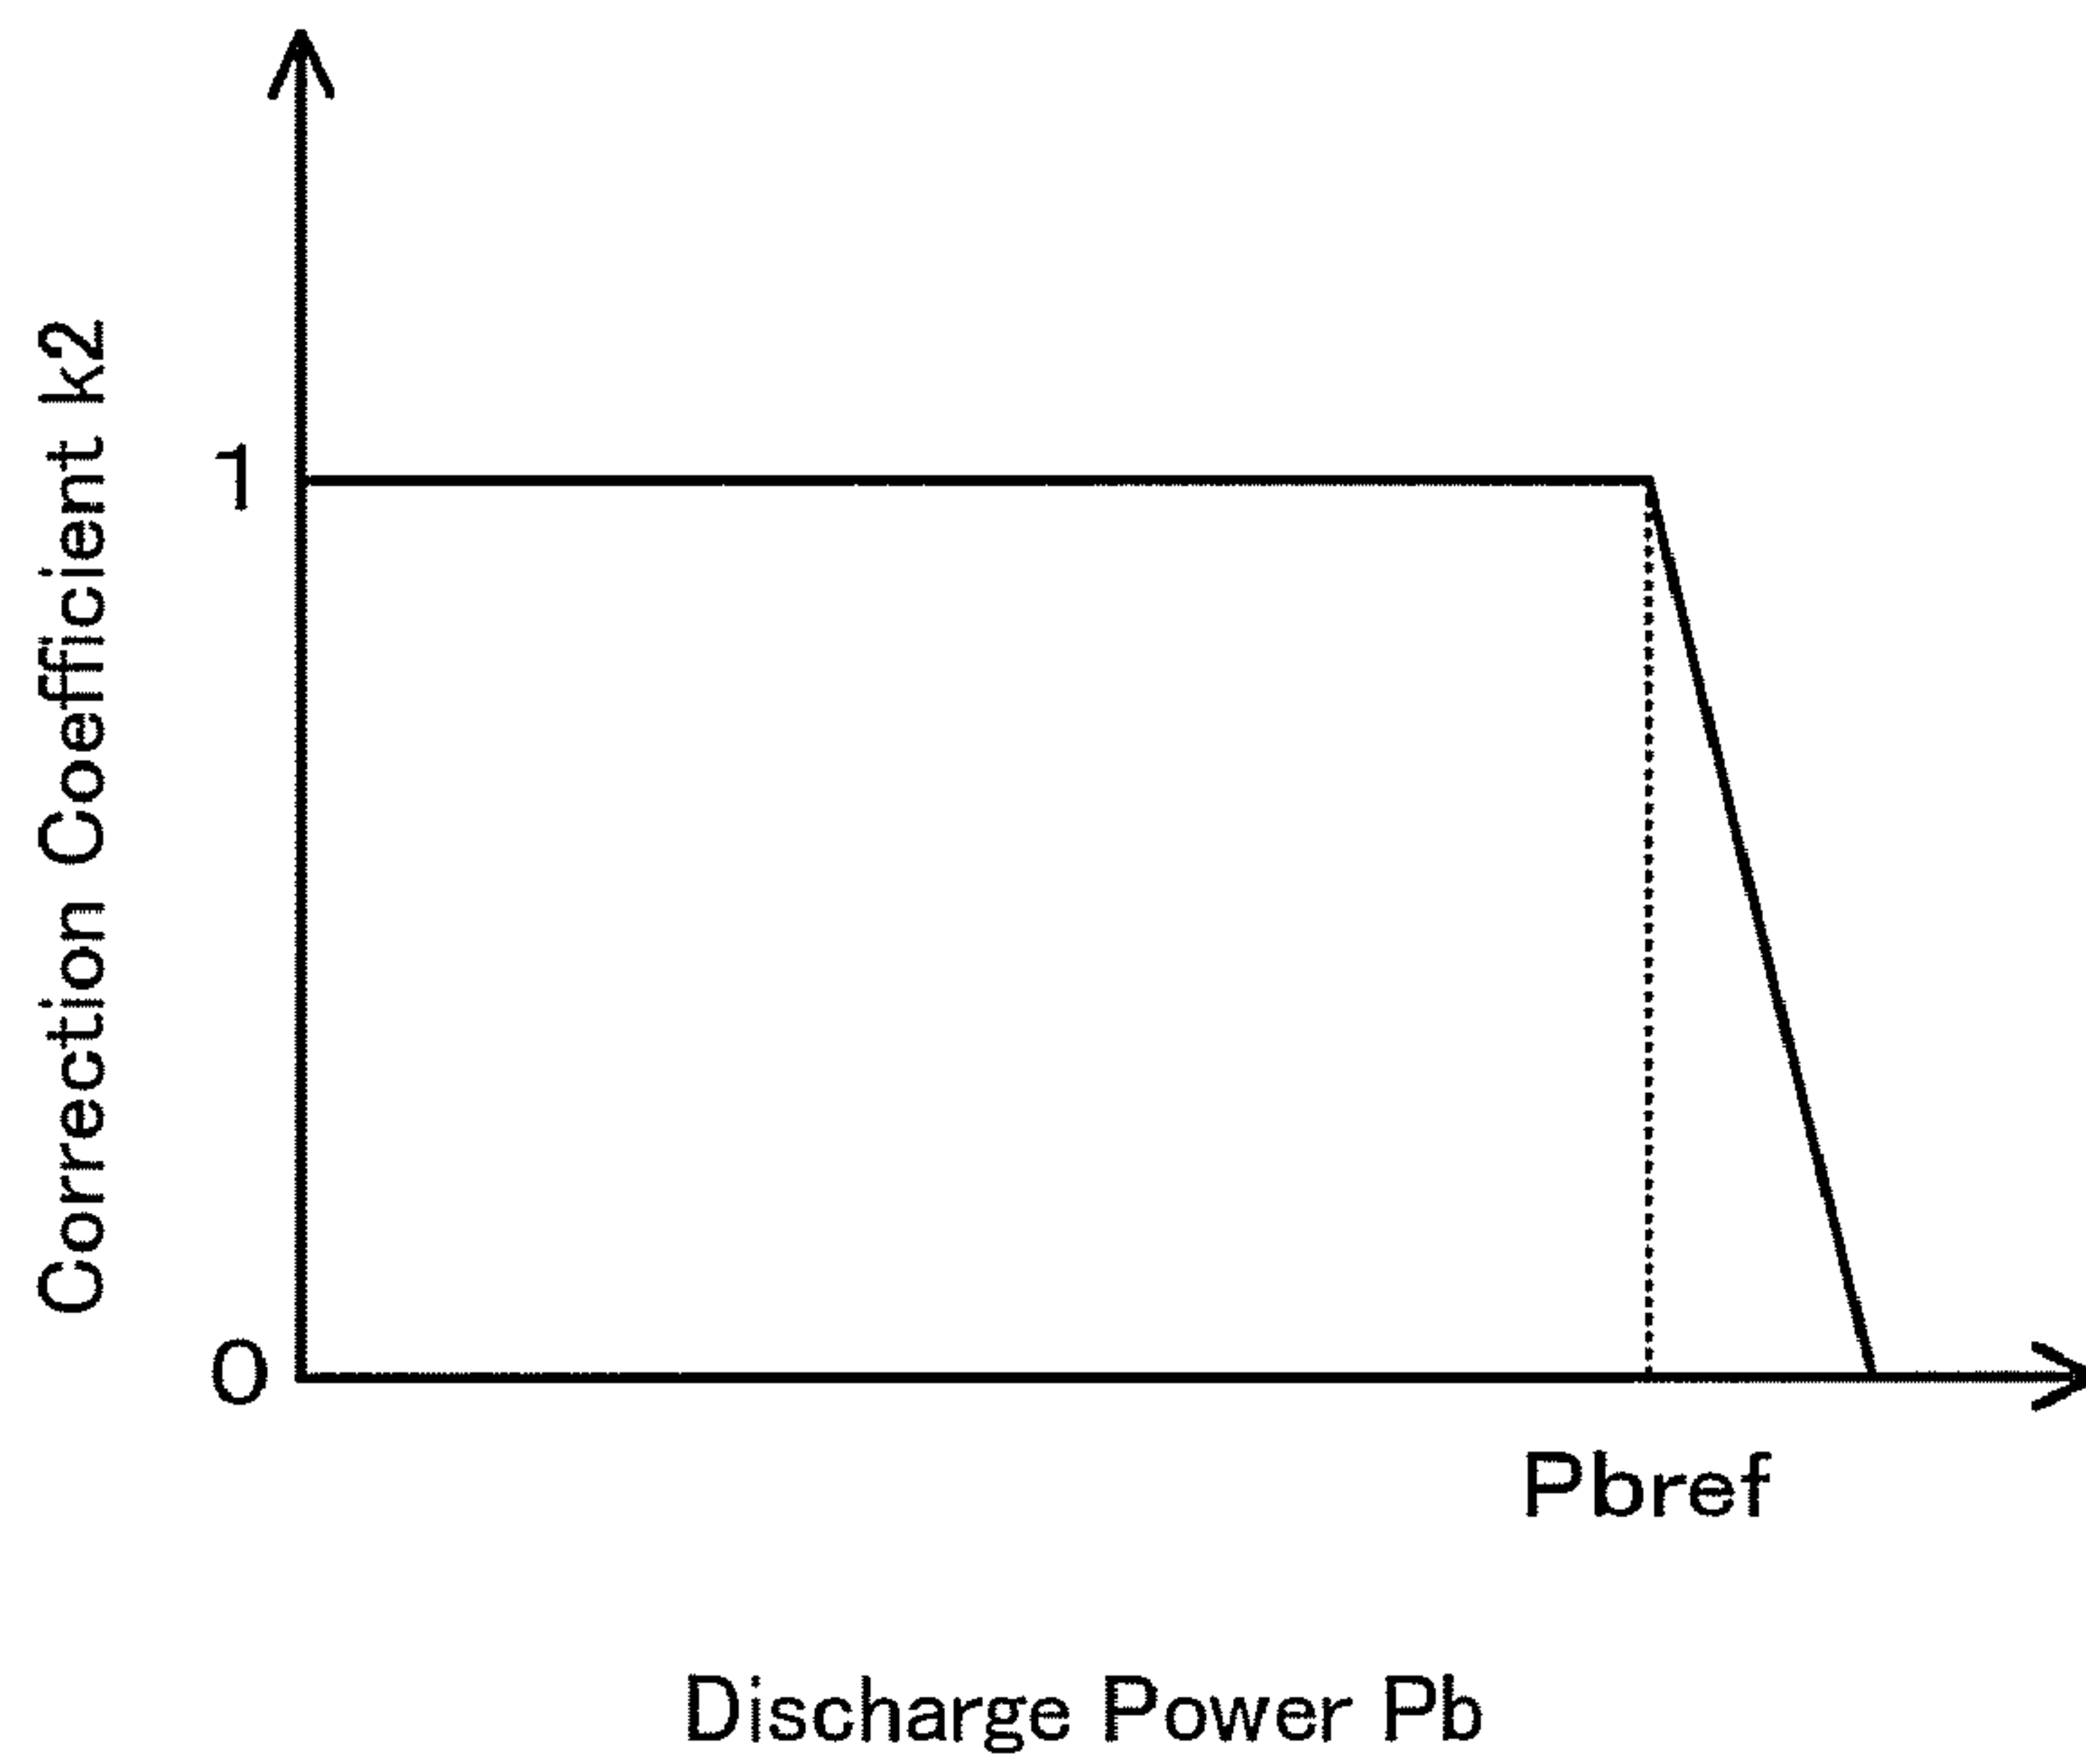 Correction Coefficient k2
1
0
Pbref
Discharge Power Pb